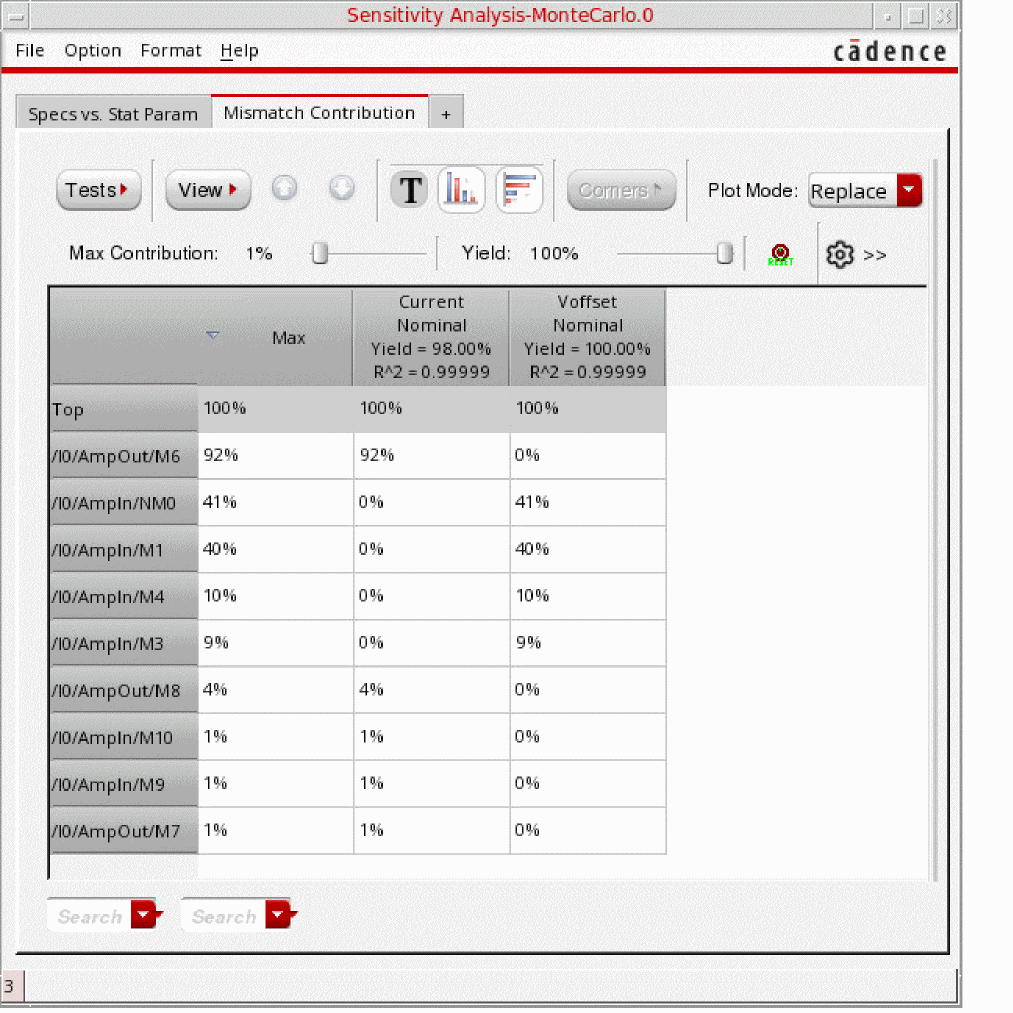 Sensitivity Analysis-MonteCarlo.0
File Option Format Help
cādence
Specs vs. Stat Param Mismatch Contribution +
Tests View T Corners Plot Mode: Replace
Max Contribution: 1% Yield: 100% RESET >>
Max
Current
Nominal
Yield = 98.00%
R^2 = 0.99999
Voffset
Nominal
Yield = 100.00%
R^2 = 0.99999
Top 100% 100% 100%
/I0/AmpOut/M6 92% 92% 0%
/I0/AmpIn/NM0 41% 0% 41%
/I0/AmpIn/M1 40% 0% 40%
/I0/AmpIn/M4 10% 0% 10%
/I0/AmpIn/M3 9% 0% 9%
/I0/AmpOut/M8 4% 4% 0%
/I0/AmpIn/M10 1% 1% 0%
/I0/AmpIn/M9 1% 1% 0%
/I0/AmpOut/M7 1% 1% 0%
Search Search
3